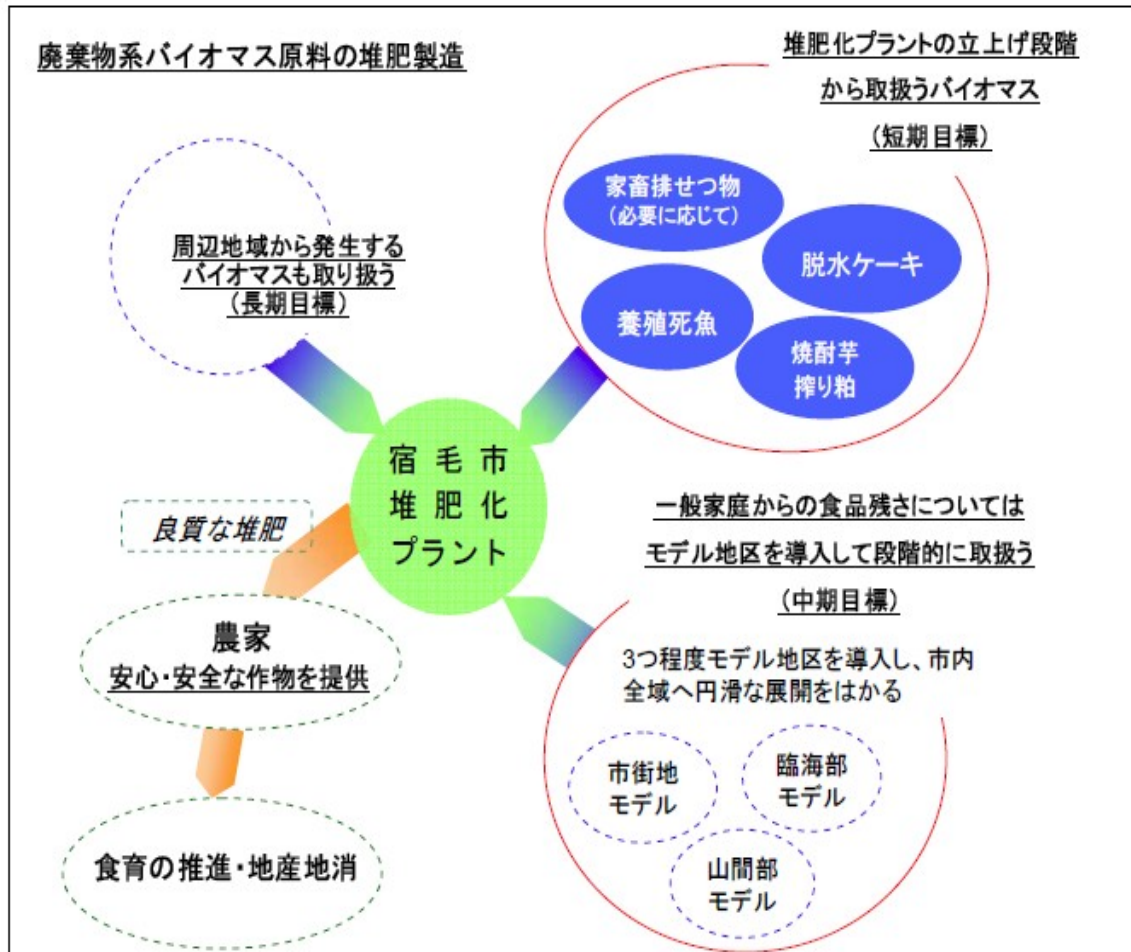 廃棄物系バイオマス原料の堆肥製造
堆肥化プラントの立上げ段階
から取扱うバイオマス
（短期目標）
家畜排せつ物
（必要に応じて）
脱水ケーキ
養殖死魚
焼酎芋
搾り粕
周辺地域から発生する
バイオマスも取り扱う
（長期目標）
宿毛市
堆肥化
プラント
良質な堆肥
農家
安心・安全な作物を提供
食育の推進・地産地消
一般家庭からの食品残さについては
モデル地区を導入して段階的に取扱う
（中期目標）
3つ程度モデル地区を導入し、市内
全域へ円滑な展開をはかる
市街地
モデル
臨海部
モデル
山間部
モデル